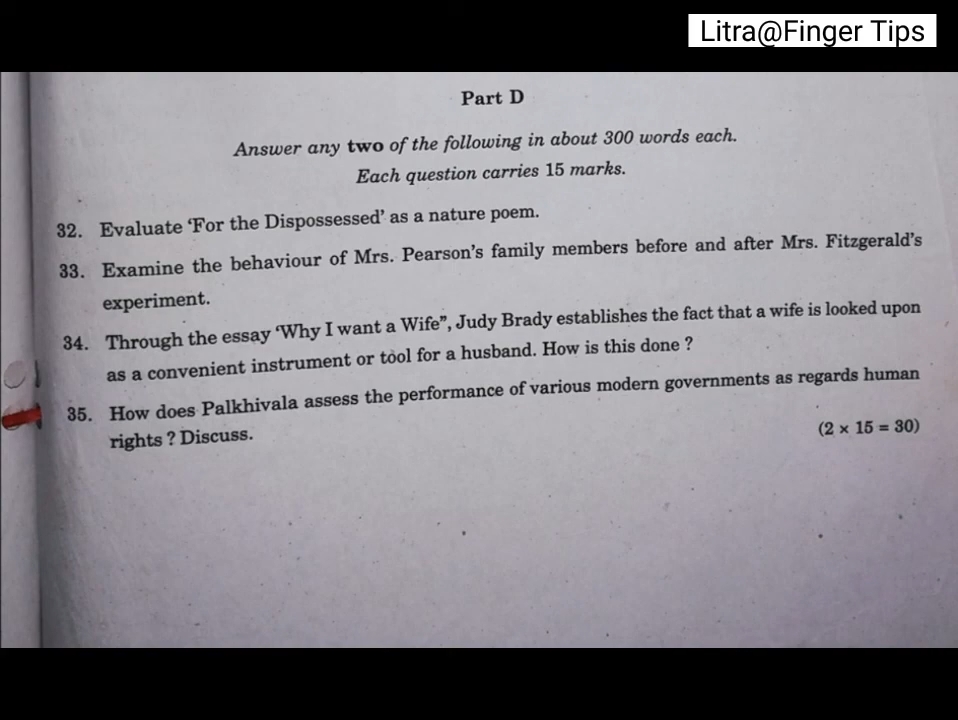 Litra@Finger Tips
Part D
Answer any two of the following in about 300 words each.
Each question carries 15 marks.
32. Evaluate ‘For the Dispossessed’ as a nature poem.
33. Examine the behaviour of Mrs. Pearson’s family members before and after Mrs. Fitzgerald’s
experiment.
34. Through the essay ‘Why I want a Wife”, Judy Brady establishes the fact that a wife is looked upon
as a convenient instrument or tool for a husband. How is this done ?
35. How does Palkhivala assess the performance of various modern governments as regards human
rights ? Discuss.
(2 × 15 = 30)